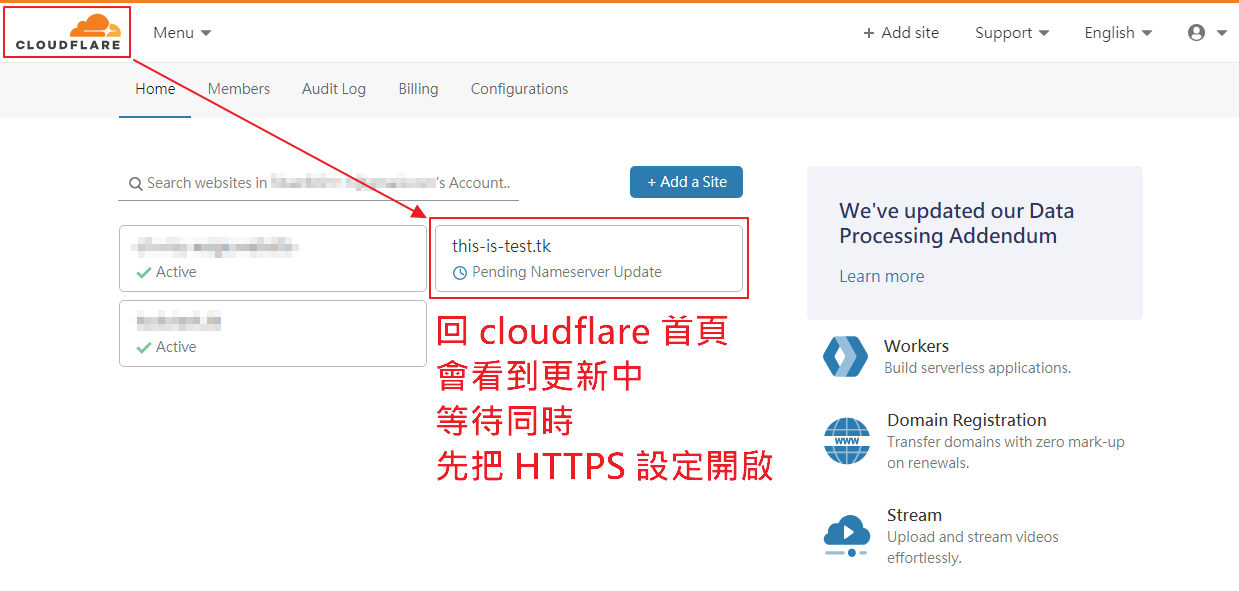 CLOUDFLARE
Menu
+ Add site
Support
English
Home
Members
Audit Log
Billing
Configurations
Search websites in 's Account..
+ Add a Site
Active
this-is-test.tk
Pending Nameserver Update
Active
回 cloudflare 首頁
會看到更新中
等待同時
先把 HTTPS 設定開啟
We've updated our Data
Processing Addendum
Learn more
Workers
Build serverless applications.
WWW
Domain Registration
Transfer domains with zero mark-up
on renewals.
Stream
Upload and stream videos
effortlessly.